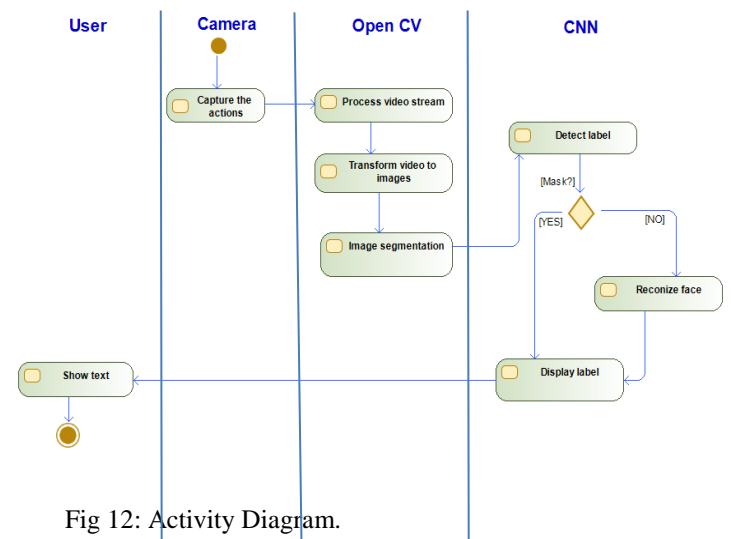 User
Camera
Open CV
CNN
Capture the
actions
Process video stream
Transform video to
images
Image segmentation
Detect label
[Mask?]
[YES]
[NO]
Reconize face
Display label
Show text
Fig 12: Activity Diagram.